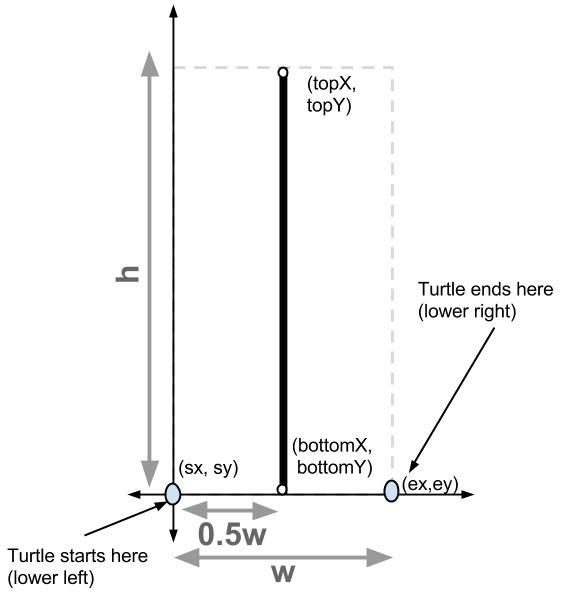 (topX,
topY)
h
Turtle ends here
(lower right)
(bottomX,
bottomY)
(sx, sy)
(ex,ey)
0.5w
Turtle starts here
(lower left)
w